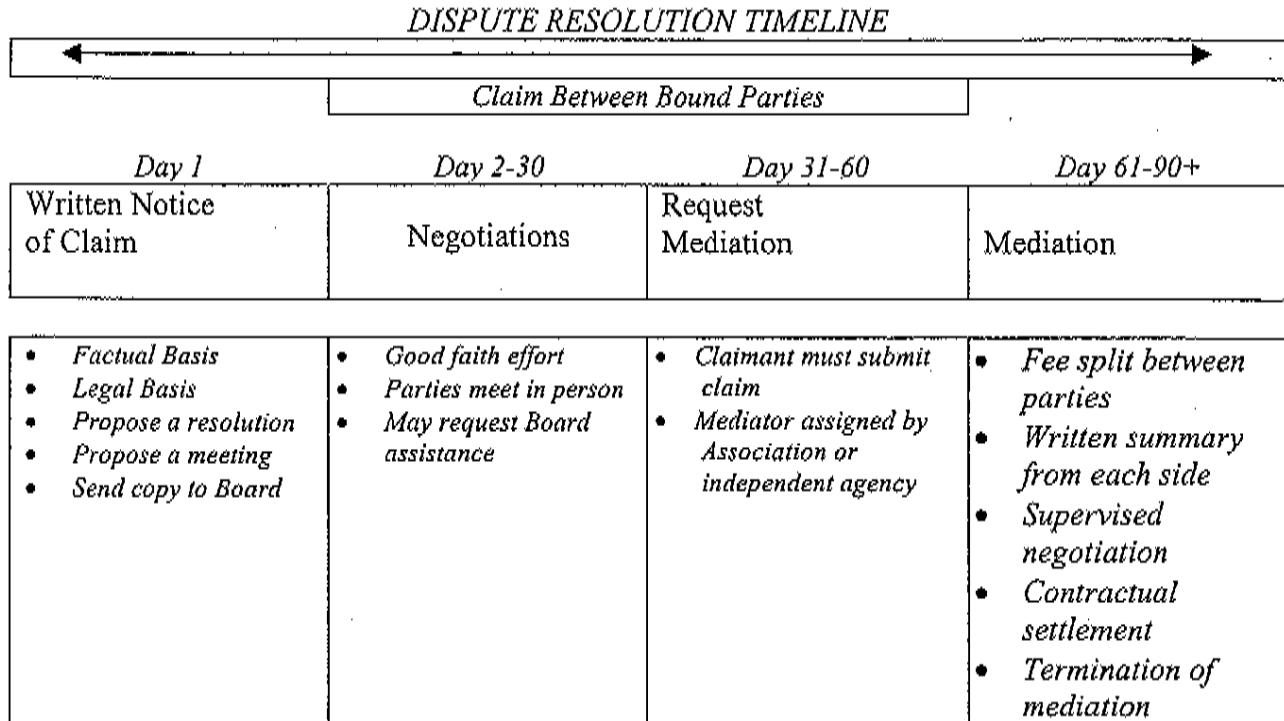 DISPUTE RESOLUTION TIMELINE
Claim Between Bound Parties
Day 1
Day 2-30
Day 31-60
Day 61-90+
Written Notice
of Claim
Negotiations
Request
Mediation
Mediation
• Factual Basis
• Legal Basis
• Propose a resolution
• Propose a meeting
• Send copy to Board
• Good faith effort
• Parties meet in person
• May request Board
assistance
• Claimant must submit
claim
• Mediator assigned by
Association or
independent agency
• Fee split between
parties
• Written summary
from each side
• Supervised
negotiation
• Contractual
settlement
• Termination of
mediation